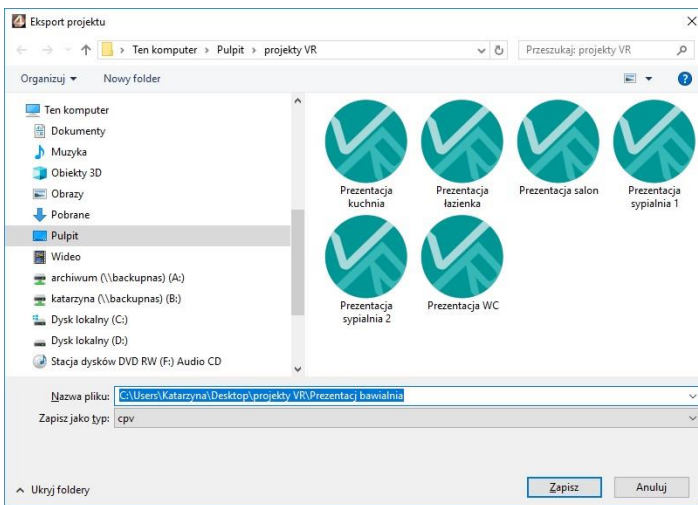 Eksport projektu
Ten komputer > Pulpit > projekty VR
Przeszukaj: projekty VR
Organizuj
Nowy folder
Ten komputer
Dokumenty
Muzyka
Obiekty 3D
Obrazy
Pobrane
Pulpit
Wideo
archiwum (\\backupnas) (A:)
katarzyna (\\backupnas) (B:)
Dysk lokalny (C:)
Dysk lokalny (D:)
Stacja dysków DVD RW (F:) Audio CD
Prezentacja
kuchnia
Prezentacja
łazienka
Prezentacja salon
Prezentacja
sypialnia 1
Prezentacja
sypialnia 2
Prezentacja WC
Nazwa pliku: C:\Users\Katarzyna\Desktop\projekty VR\Prezentacj bawialnia
Zapisz jako typ: cpv
Ukryj foldery
Zapisz
Anuluj